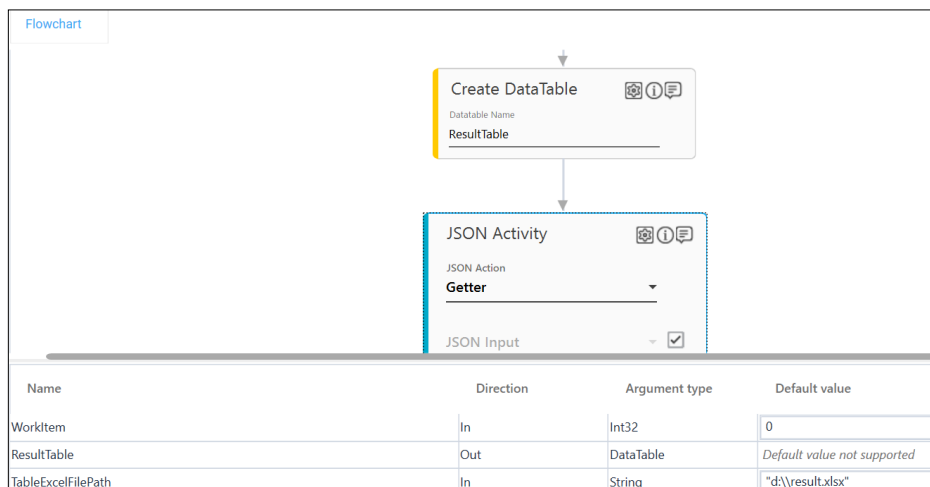 Flowchart
Create DataTable
Datatable Name
ResultTable
JSON Activity
JSON Action
Getter
JSON Input
Name Direction Argument type Default value
WorkItem In Int32 0
ResultTable Out DataTable Default value not supported
TableExcelFilePath In String "d:\\result.xlsx"